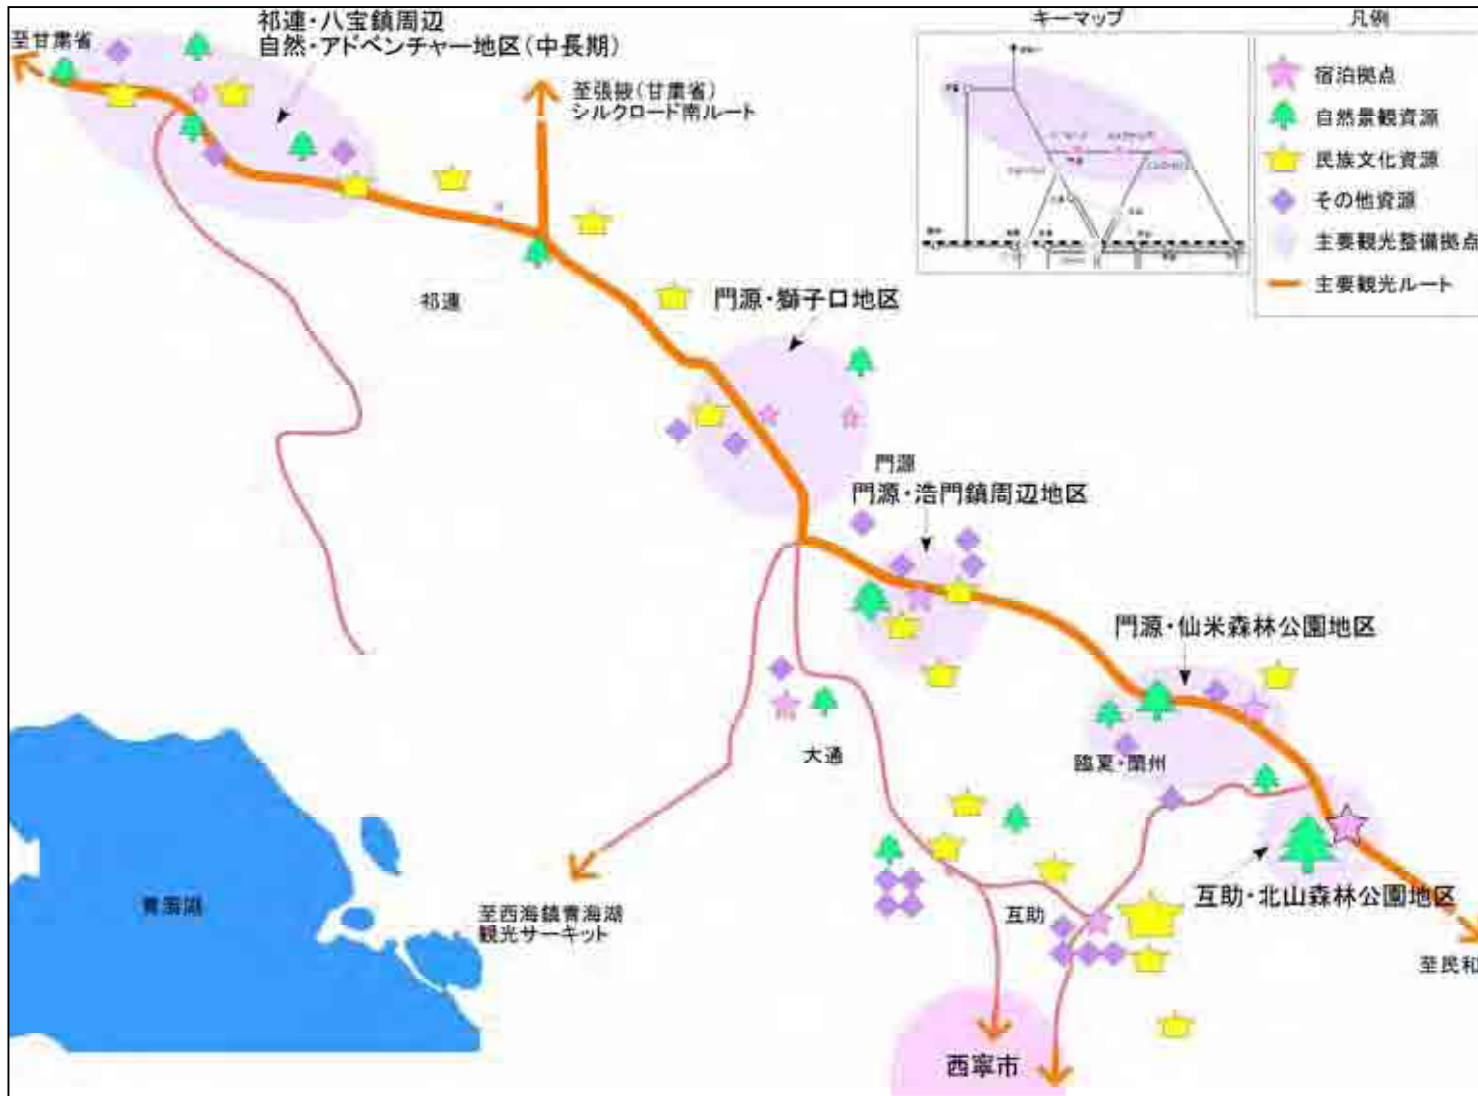 祁連・八宝鎮周辺
自然・アドベンチャー地区(中長期)
至甘粛省
至張掖(甘粛省)
シルクロード南ルート
キーマップ
凡例
宿泊拠点
自然景観資源
民族文化資源
その他資源
主要観光整備拠点
主要観光ルート
祁連
門源・獅子口地区
門源
門源・浩門鎮周辺地区
門源・仙米森林公園地区
大通
臨夏・蘭州
互助・北山森林公園地区
青海湖
至西海鎮青海湖
観光サーキット
互助
至民和
西寧市